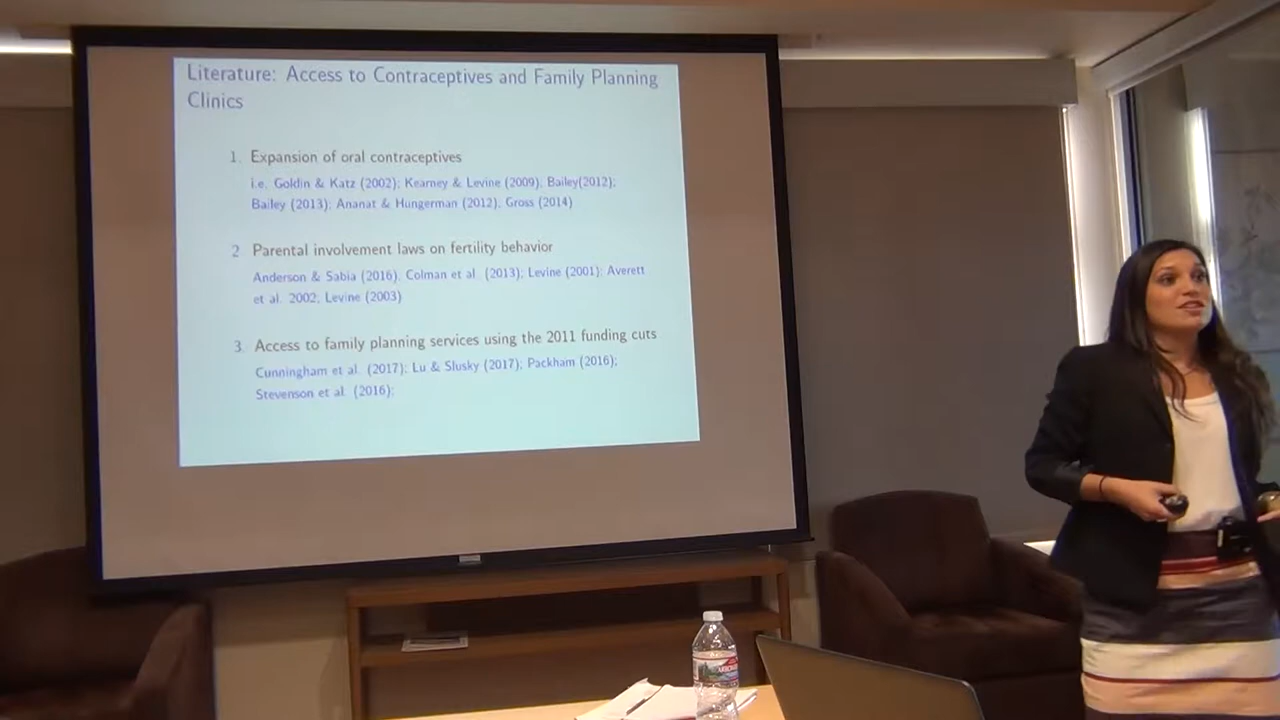 Literature: Access to Contraceptives and Family Planning
Clinics
1. Expansion of oral contraceptives
i.e. Goldin & Katz (2002); Kearney & Levine (2009), Bailey(2012);
Bailey (2013); Ananat & Hungerman (2012); Gross (2014)
2 Parental involvement laws on fertility behavior
Anderson & Sabia (2016), Colman et al. (2013); Levine (2001); Averett
et al. 2002, Levine (2003)
3. Access to family planning services using the 2011 funding cuts
Cunningham et al. (2017); Lu & Slusky (2017); Packham (2016);
Stevenson et al. (2016);